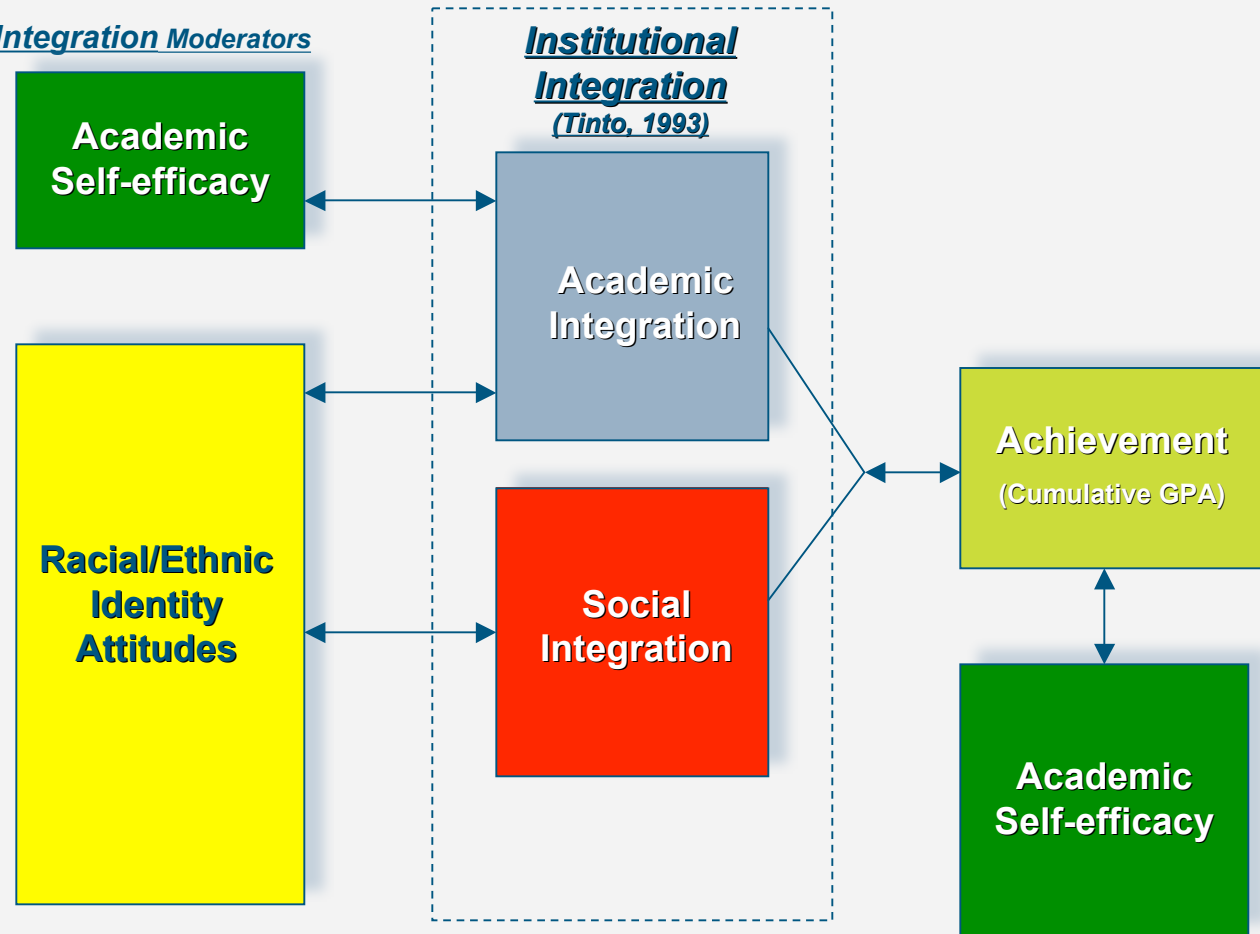 Integration Moderators
Academic
Self-efficacy
Racial/Ethnic
Identity
Attitudes
Institutional
Integration
(Tinto, 1993)
Academic
Integration
Social
Integration
Achievement
(Cumulative GPA)
Academic
Self-efficacy